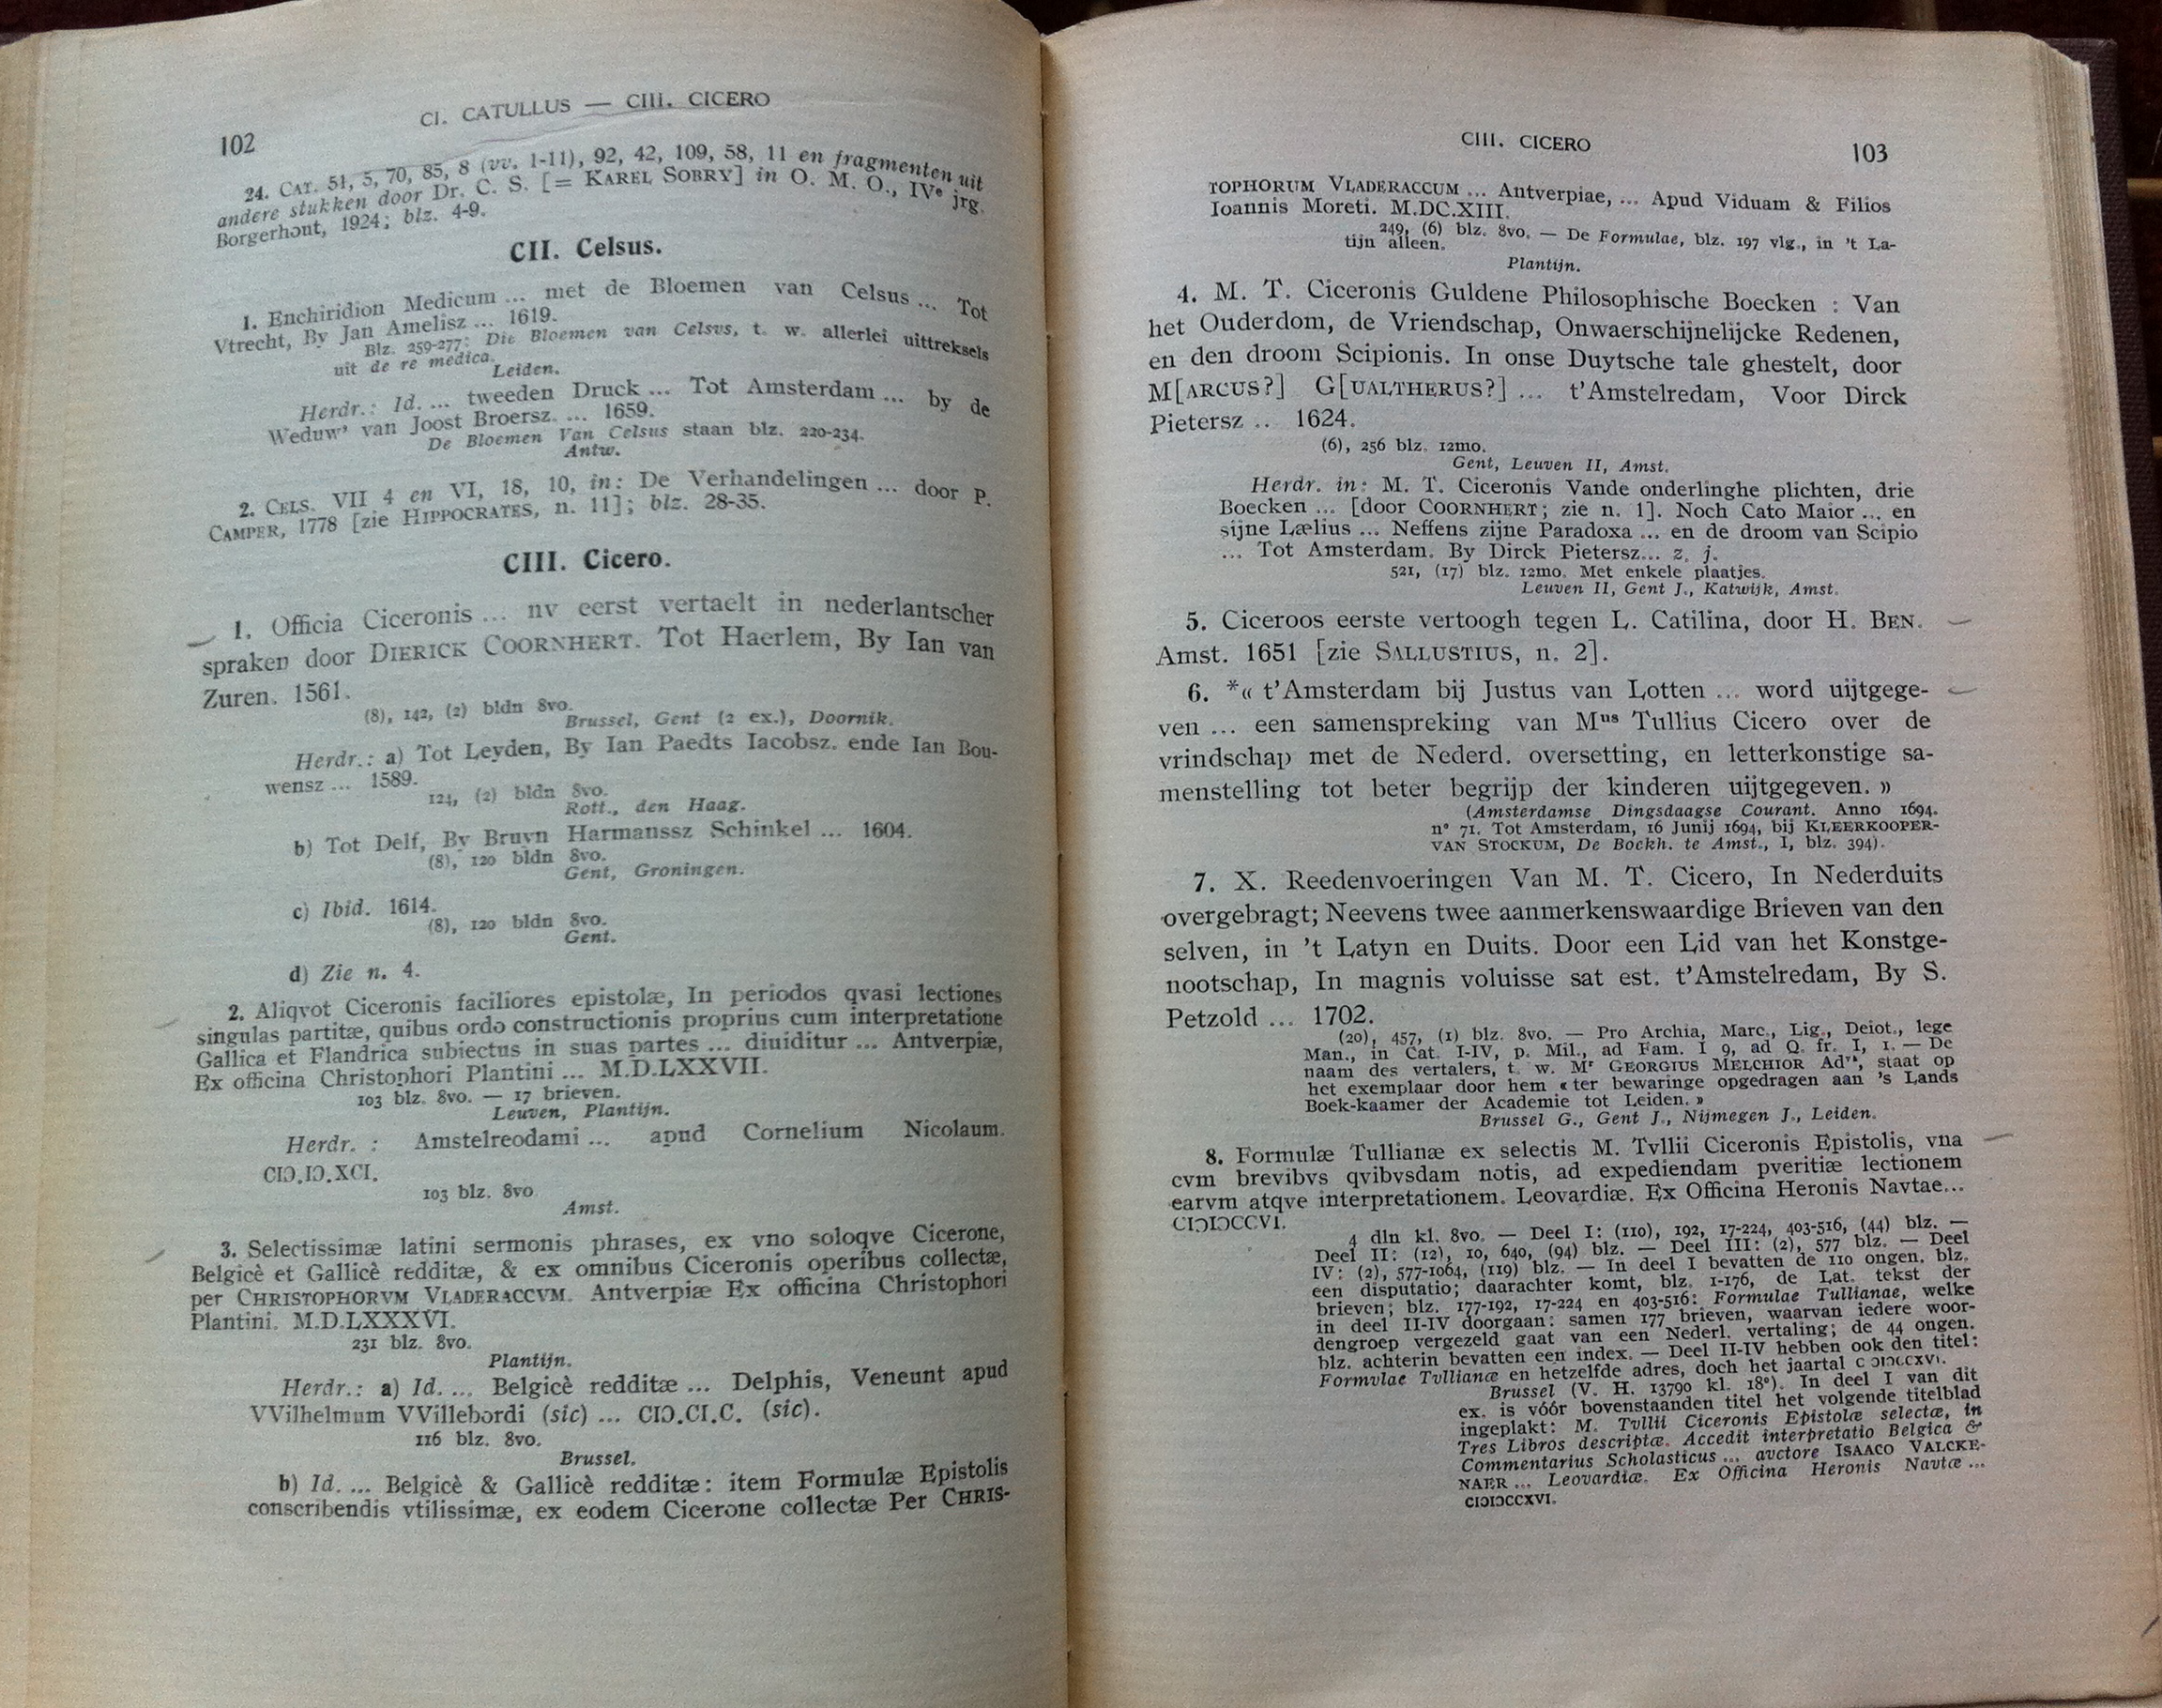 102
CI. CATULLUS — CIII. CICERO
24. CAT. 51, 5, 70, 85, 8 (vv. 1-11), 92, 42, 109, 58, 11 en fragmenten uit
andere stukken door Dr. C. S. [= KAREL SOBRY] in O. M. O., IVᵉ jrg.
Borgerhout, 1924; blz. 4-9.
CII. Celsus.
1. Enchiridion Medicum ... met de Bloemen van Celsus ... Tot
Vtrecht, By Jan Amelisz ... 1619.
Blz. 259-277: Die Bloemen van Celsvs, t. w. allerlei uittreksels
uit de re medica.
Leiden.
Herdr.: Id. ... tweeden Druck ... Tot Amsterdam ... by de
Weduw' van Joost Broersz. ... 1659.
De Bloemen Van Celsus staan blz. 220-234.
Antw.
2. CELS. VII 4 en VI, 18, 10, in: De Verhandelingen ... door P.
CAMPER, 1778 [zie HIPPOCRATES, n. 11]; blz. 28-35.
CIII. Cicero.
1. Officia Ciceronis ... nv eerst vertaelt in nederlantscher
spraken door DIERICK COORNHERT. Tot Haerlem, By Ian van
Zuren. 1561.
(8), 142, (2) bldn 8vo.
Brussel, Gent (2 ex.), Doornik.
Herdr.: a) Tot Leyden, By Ian Paedts Iacobsz. ende Ian Bou-
wensz ... 1589.
124, (2) bldn 8vo.
Rott., den Haag.
b) Tot Delf, By Bruyn Harmanssz Schinkel ... 1604.
(8), 120 bldn 8vo.
Gent, Groningen.
c) Ibid. 1614.
(8), 120 bldn 8vo.
Gent.
d) Zie n. 4.
2. Aliqvot Ciceronis faciliores epistolæ, In periodos qvasi lectiones
singulas partitæ, quibus ordo constructionis proprius cum interpretatione
Gallica et Flandrica subiectus in suas partes ... diuiditur ... Antverpiæ,
Ex officina Christophori Plantini ... M.D.LXXVII.
103 blz. 8vo. — 17 brieven.
Leuven, Plantijn.
Herdr. : Amstelreodami ... apud Cornelium Nicolaum.
CIƆ.IƆ.XCI.
103 blz. 8vo
Amst.
3. Selectissimæ latini sermonis phrases, ex vno soloqve Cicerone,
Belgicè et Gallicè redditæ, & ex omnibus Ciceronis operibus collectæ,
per CHRISTOPHORVM VLADERACCVM. Antverpiæ Ex officina Christophori
Plantini. M.D.LXXXVI.
231 blz. 8vo.
Plantijn.
Herdr.: a) Id. ... Belgicè redditæ ... Delphis, Veneunt apud
VVilhelmum VVillebordi (sic) ... CIƆ.CI.C. (sic).
116 blz. 8vo.
Brussel.
b) Id. ... Belgicè & Gallicè redditæ: item Formulæ Epistolis
conscribendis vtilissimæ, ex eodem Cicerone collectæ Per CHRIS-
CIII. CICERO
103
TOPHORUM VLADERACCUM ... Antverpiae, ... Apud Viduam & Filios
Ioannis Moreti. M.DC.XIII.
249, (6) blz. 8vo. — De Formulae, blz. 197 vlg., in 't La-
tijn alleen.
Plantijn.
4. M. T. Ciceronis Guldene Philosophische Boecken : Van
het Ouderdom, de Vriendschap, Onwaerschijnelijcke Redenen,
en den droom Scipionis. In onse Duytsche tale ghestelt, door
M[ARCUS?] G[UALTHERUS?] ... t'Amstelredam, Voor Dirck
Pietersz .. 1624.
(6), 256 blz. 12mo.
Gent, Leuven II, Amst.
Herdr. in: M. T. Ciceronis Vande onderlinghe plichten, drie
Boecken ... [door COORNHERT; zie n. 1]. Noch Cato Maior ... en
sijne Lælius ... Neffens zijne Paradoxa ... en de droom van Scipio
... Tot Amsterdam. By Dirck Pietersz... z. j.
521, (17) blz. 12mo. Met enkele plaatjes.
Leuven II, Gent J., Katwijk, Amst.
5. Ciceroos eerste vertoogh tegen L. Catilina, door H. BEN.
Amst. 1651 [zie SALLUSTIUS, n. 2].
6. *« t'Amsterdam bij Justus van Lotten ... word uijtgege-
ven ... een samenspreking van Mⁿˢ Tullius Cicero over de
vrindschap met de Nederd. oversetting, en letterkonstige sa-
menstelling tot beter begrijp der kinderen uijtgegeven. »
(Amsterdamse Dingsdaagse Courant. Anno 1694.
nº 71. Tot Amsterdam, 16 Junij 1694, bij KLEERKOOPER-
VAN STOCKUM, De Boekh. te Amst., I, blz. 394).
7. X. Reedenvoeringen Van M. T. Cicero, In Nederduits
overgebragt; Neevens twee aanmerkenswaardige Brieven van den
selven, in 't Latyn en Duits. Door een Lid van het Konstge-
nootschap, In magnis voluisse sat est. t'Amstelredam, By S.
Petzold ... 1702.
(20), 457, (1) blz. 8vo. — Pro Archia, Marc., Lig., Deiot., lege
Man., in Cat. I-IV, p. Mil., ad Fam. I 9, ad Q. fr. I, 1. — De
naam des vertalers, t. w. Mʳ GEORGIUS MELCHIOR Adʳˢ, staat op
het exemplaar door hem « ter bewaringe opgedragen aan 's Lands
Boek-kaamer der Academie tot Leiden. »
Brussel G., Gent J., Nijmegen J., Leiden.
8. Formulæ Tullianæ ex selectis M. Tvllii Ciceronis Epistolis, vna
cvm brevibvs qvibvsdam notis, ad expediendam pveritiæ lectionem
earvm atqve interpretationem. Leovardiæ. Ex Officina Heronis Navtae...
CIƆIƆCCVI.
4 dln kl. 8vo. — Deel I: (110), 192, 17-224, 403-516, (44) blz. —
Deel II: (12), 10, 640, (94) blz. — Deel III: (2), 577 blz. — Deel
IV: (2), 577-1064, (119) blz. — In deel I bevatten de 110 ongen. blz.
een disputatio; daarachter komt, blz. 1-176, de Lat. tekst der
brieven; blz. 177-192, 17-224 en 403-516: Formulae Tullianae, welke
in deel II-IV doorgaan: samen 177 brieven, waarvan iedere woor-
dengroep vergezeld gaat van een Nederl. vertaling; de 44 ongen.
blz. achterin bevatten een index. — Deel II-IV hebben ook den titel:
Formvlae Tvllianæ en hetzelfde adres, doch het jaartal C ƆIƆCCXVI.
Brussel (V. H. 13790 kl. 18º). In deel I van dit
ex. is vóór bovenstaanden titel het volgende titelblad
ingeplakt: M. Tvllii Ciceronis Epistolæ selectæ, in
Tres Libros descriptæ. Accedit interpretatio Belgica &
Commentarius Scholasticus ... avctore ISAACO VALCKE-
NAER ... Leovardiæ. Ex Officina Heronis Navtæ ...
CIƆIƆCCXVI.